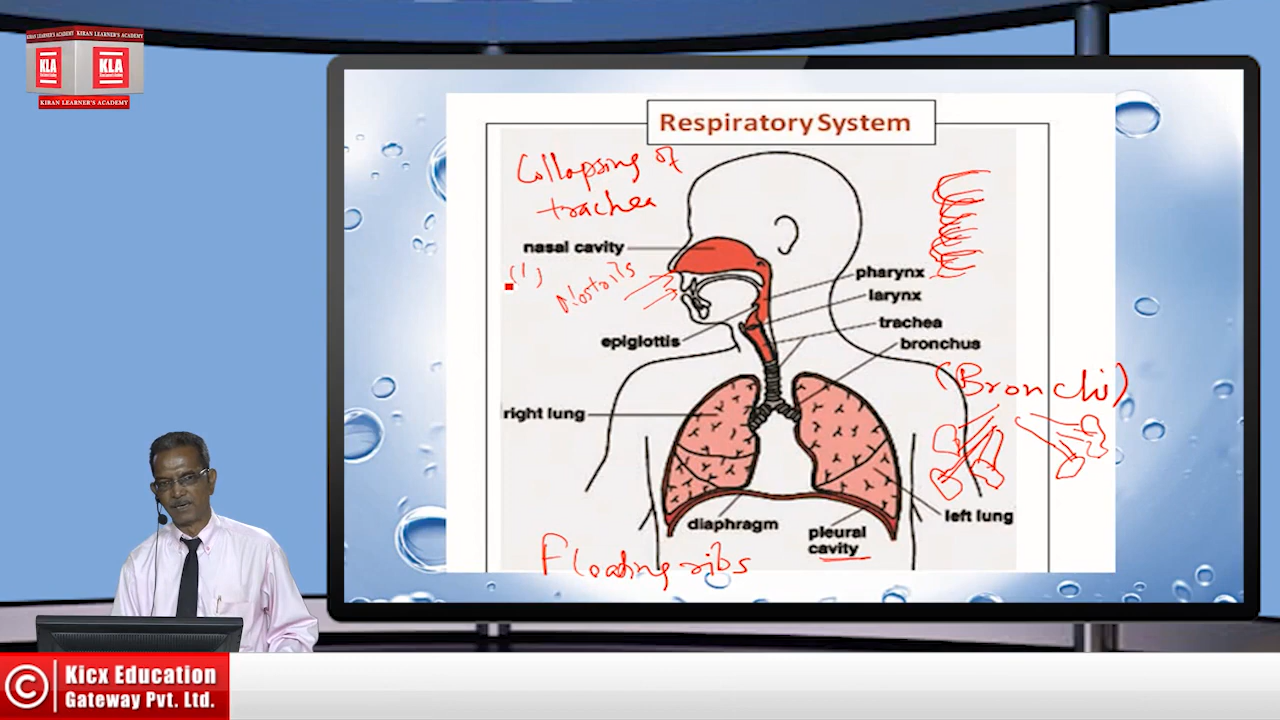 KIRAN LEARNER'S ACADEMY KIRAN LEARNER'S ACADEMY
KLA
KLA
KIRAN LEARNER'S ACADEMY
Respiratory System
Collapsing of
trachea
nasal cavity
(1)
Nostrils
pharynx
larynx
epiglottis
trachea
bronchus
(Bronchi)
right lung
left lung
diaphragm
pleural
cavity
Floating ribs
© Kicx Education
Gateway Pvt. Ltd.